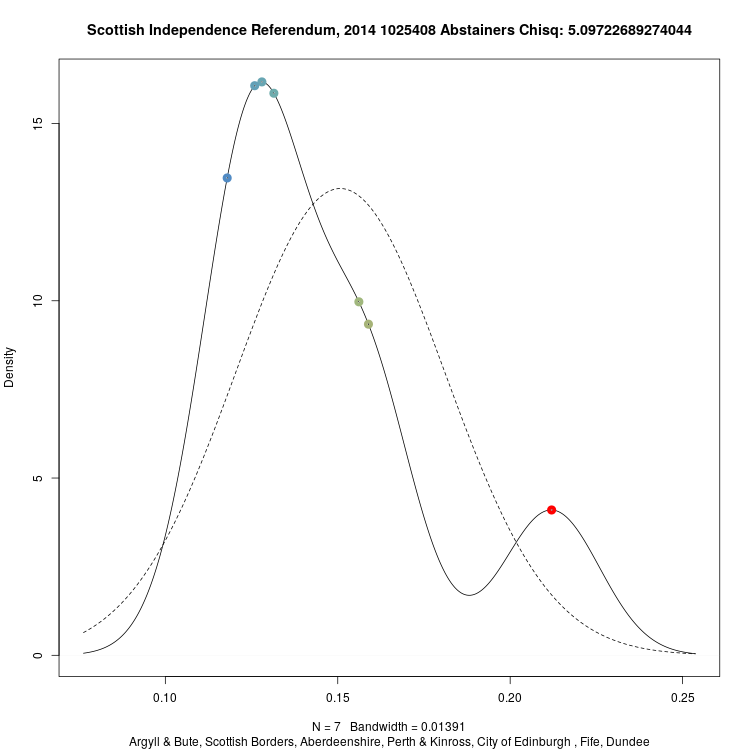 Scottish Independence Referendum, 2014 1025408 Abstainers Chisq: 5.09722689274044
15
10
5
0
Density
0.10 0.15 0.20 0.25
N = 7 Bandwidth = 0.01391
Argyll & Bute, Scottish Borders, Aberdeenshire, Perth & Kinross, City of Edinburgh , Fife, Dundee